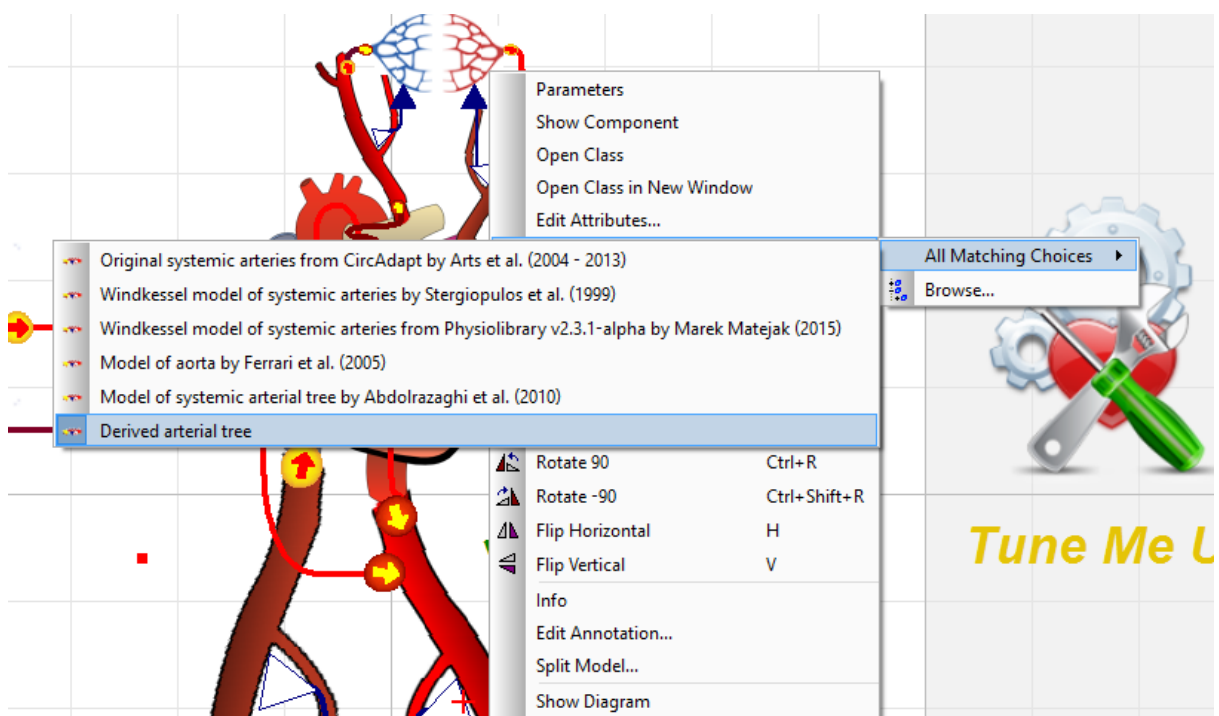 Parameters
Show Component
Open Class
Open Class in New Window
Edit Attributes...
All Matching Choices
Browse...
Original systemic arteries from CircAdapt by Arts et al. (2004 - 2013)
Windkessel model of systemic arteries by Stergiopulos et al. (1999)
Windkessel model of systemic arteries from Physiolibrary v2.3.1-alpha by Marek Matejak (2015)
Model of aorta by Ferrari et al. (2005)
Model of systemic arterial tree by Abdolrazaghi et al. (2010)
Derived arterial tree
Rotate 90 Ctrl+R
Rotate -90 Ctrl+Shift+R
Flip Horizontal H
Flip Vertical V
Info
Edit Annotation...
Split Model...
Show Diagram
Tune Me U